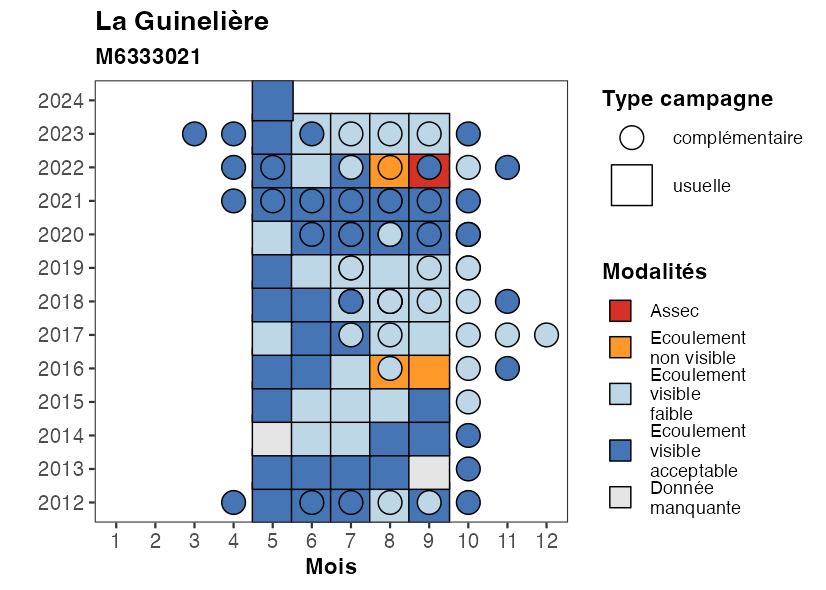 La Guinelière
M6333021
2024
2023
2022
2021
2020
2019
2018
2017
2016
2015
2014
2013
2012
1 2 3 4 5 6 7 8 9 10 11 12
Mois
Type campagne
complémentaire
usuelle
Modalités
Assec
Ecoulement
non visible
Ecoulement
visible
faible
Ecoulement
visible
acceptable
Donnée
manquante